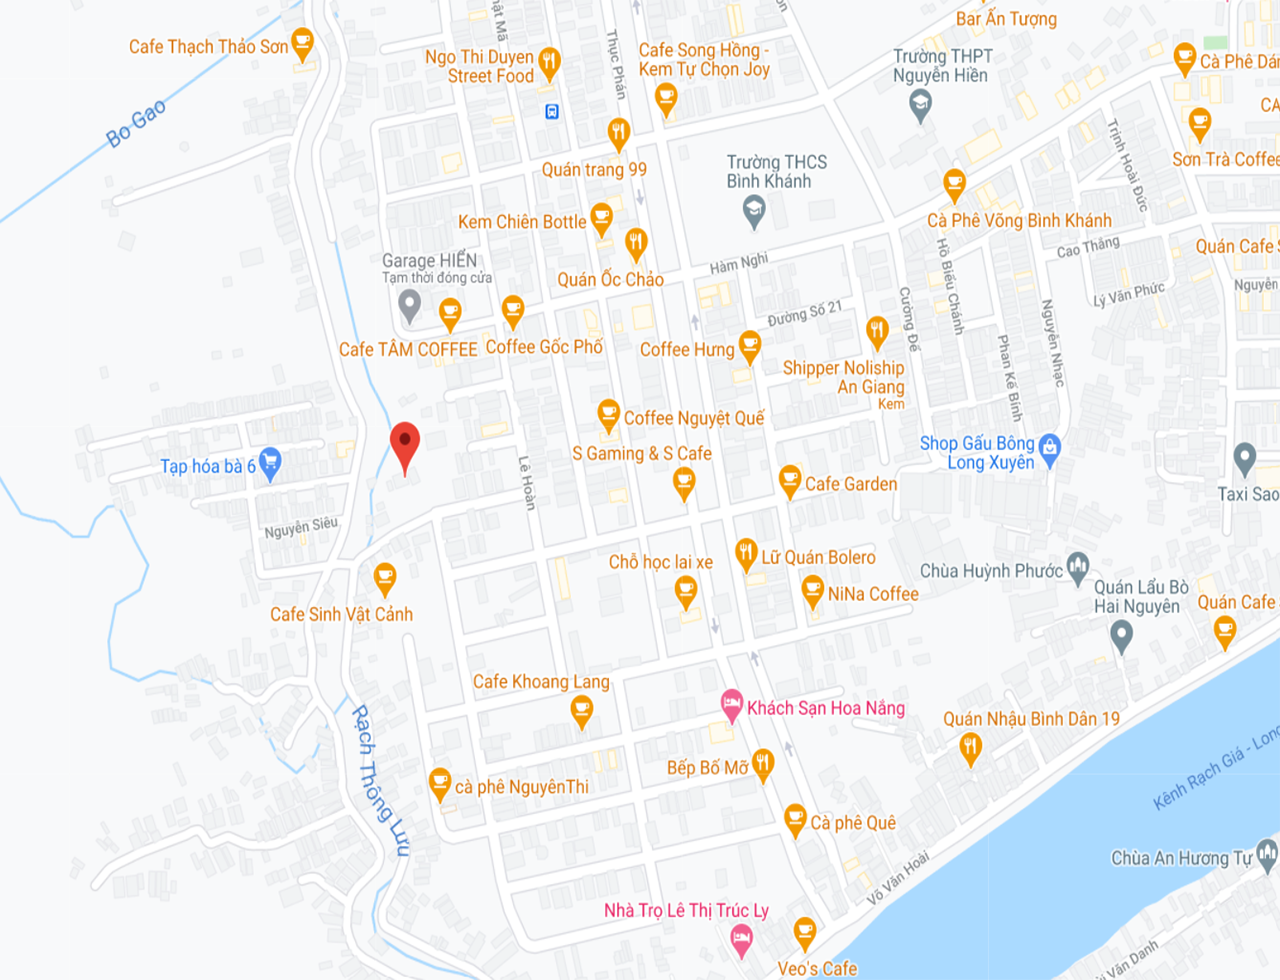 Bar Ấn Tượng
Cafe Thạch Thảo Sơn
Ngo Thi Duyen
Street Food
Thục Phán
Cafe Song Hồng -
Kem Tự Chọn Joy
Trường THPT
Nguyễn Hiền
Bo Gao
Quán trang 99
Trường THCS
Bình Khánh
Trịnh Hoài Đức
Sơn Trà Coffee
Kem Chiên Bottle
Cà Phê Võng Bình Khánh
Garage HIỂN
Tạm thời đóng cửa
Quán Ốc Chảo
Hàm Nghi
Hồ Biểu Chánh
Cao Thắng
Quán Cafe
Nguyễn
Lý Văn Phức
Đường Số 21
Cường Để
Nguyễn Nhạc
Phan Kế Bính
Cafe TÂM COFFEE
Coffee Gốc Phố
Coffee Hưng
Shipper Noliship
An Giang
Kem
Coffee Nguyệt Quế
S Gaming & S Cafe
Shop Gấu Bông
Long Xuyên
Tạp hóa bà 6
Lê Hoàn
Cafe Garden
Taxi Sao
Nguyễn Siêu
Chỗ học lai xe
Lữ Quán Bolero
Chùa Huỳnh Phước
Quán Lẩu Bò
Hai Nguyên
NiNa Coffee
Quán Cafe
Cafe Sinh Vật Cảnh
Cafe Khoang Lang
Khách Sạn Hoa Nắng
Quán Nhậu Bình Dân 19
Rạch Thông Lưu
Bếp Bố Mỡ
Kênh Rạch Giá - Long
cà phê NguyênThi
Cà phê Quê
Chùa An Hương Tự
Võ Văn Hoài
Nhà Trọ Lê Thị Trúc Ly
Văn Danh
Veo's Cafe